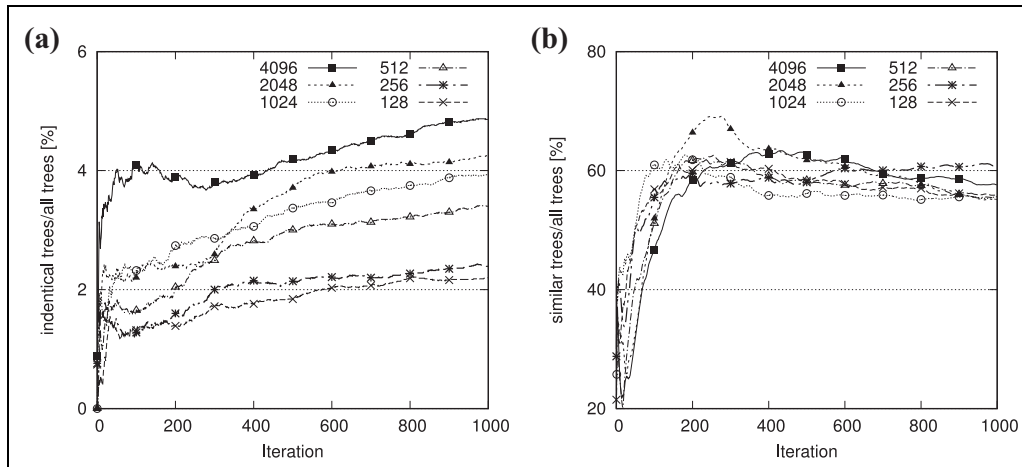 (a)
indentical trees/all trees [%]
6
4
2
0
4096 512
2048 256
1024 128
0 200 400 600 800 1000
Iteration
(b)
similar trees/all trees [%]
80
60
40
20
4096 512
2048 256
1024 128
0 200 400 600 800 1000
Iteration